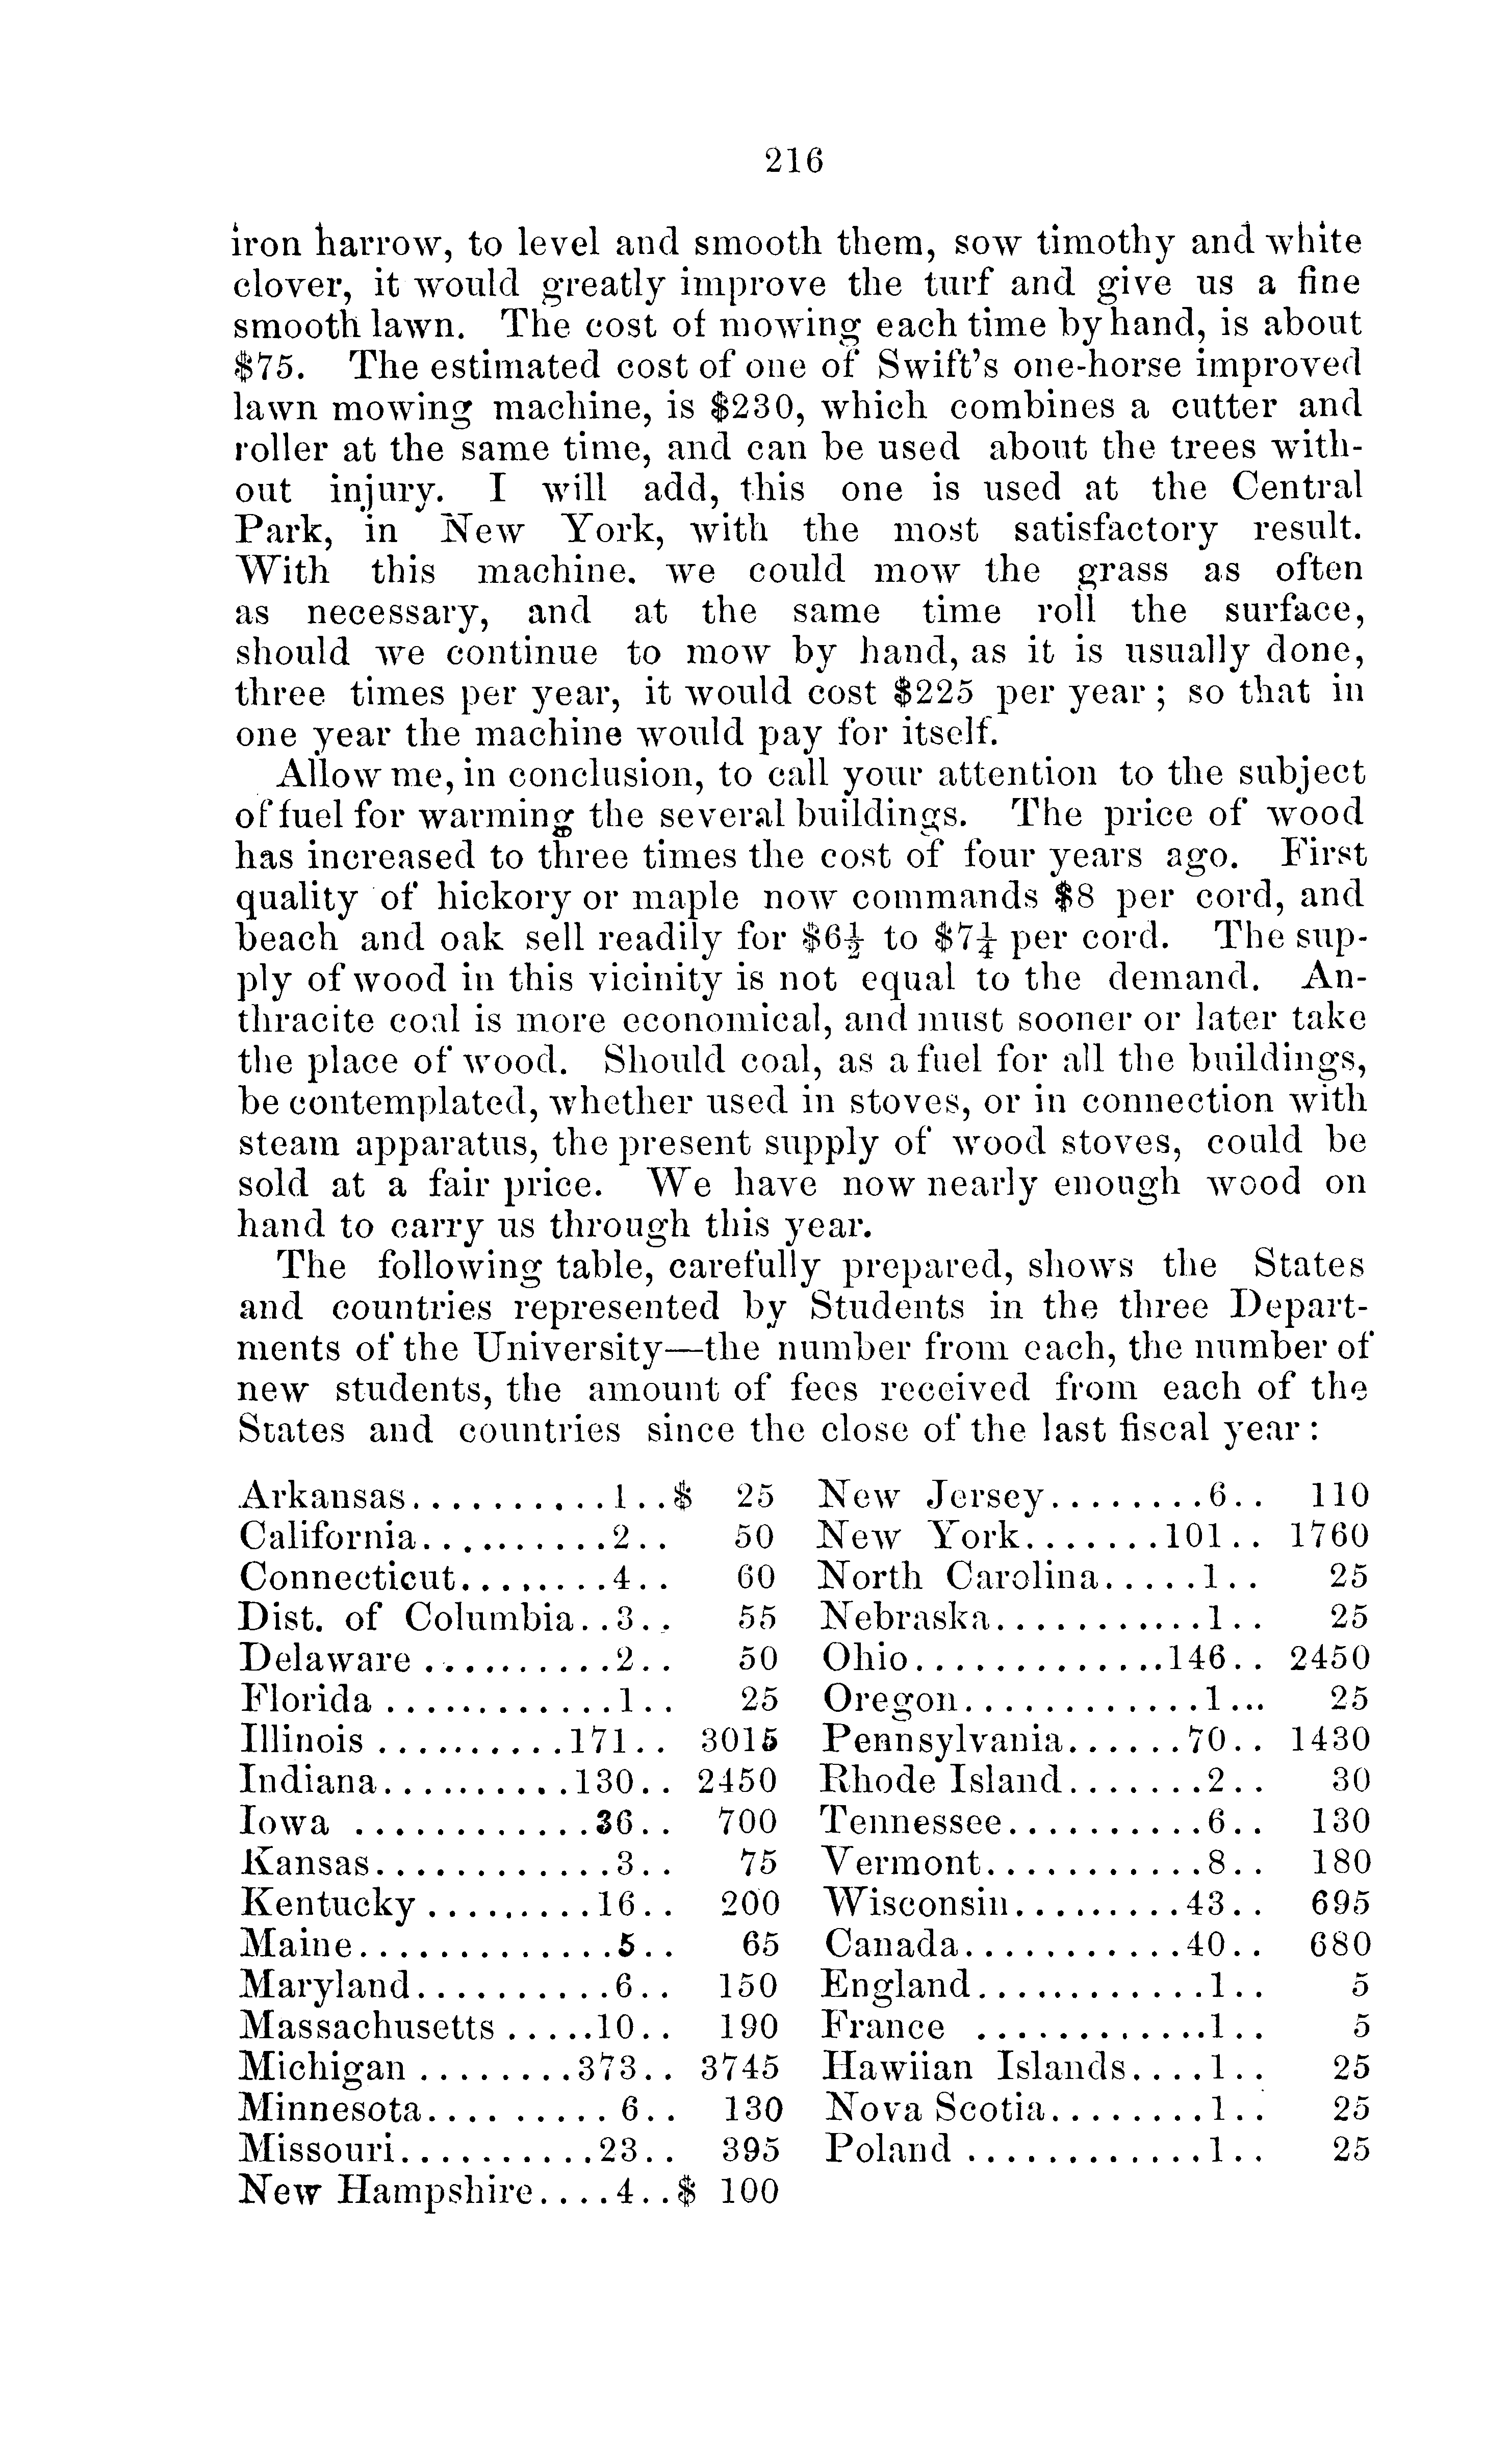 216
iron harrow, to level and smooth them, sow timothy and white
clover, it would greatly improve the turf and give us a fine
smooth lawn. The cost of mowing each time by hand, is about
$75. The estimated cost of one of Swift's one-horse improved
lawn mowing machine, is $230, which combines a cutter and
roller at the same time, and can be used about the trees with-
out injury. I will add, this one is used at the Central
Park, in New York, with the most satisfactory result.
With this machine. we could mow the grass as often
as necessary, and at the same time roll the surface,
should we continue to mow by hand, as it is usually done,
three times per year, it would cost $225 per year; so that in
one year the machine would pay for itself.
Allow me, in conclusion, to call your attention to the subject
of fuel for warming the several buildings. The price of wood
has increased to three times the cost of four years ago. First
quality of hickory or maple now commands $8 per cord, and
beach and oak sell readily for $6½ to $7¼ per cord. The sup-
ply of wood in this vicinity is not equal to the demand. An-
thracite coal is more economical, and must sooner or later take
the place of wood. Should coal, as a fuel for all the buildings,
be contemplated, whether used in stoves, or in connection with
steam apparatus, the present supply of wood stoves, could be
sold at a fair price. We have now nearly enough wood on
hand to carry us through this year.
The following table, carefully prepared, shows the States
and countries represented by Students in the three Depart-
ments of the University—the number from each, the number of
new students, the amount of fees received from each of the
States and countries since the close of the last fiscal year:
Arkansas...........1..$ 25 New Jersey........6.. 110
California..........2.. 50 New York.......101.. 1760
Connecticut........4.. 60 North Carolina.....1.. 25
Dist. of Columbia..3.. 55 Nebraska...........1.. 25
Delaware ..........2.. 50 Ohio.............146.. 2450
Florida ............1.. 25 Oregon............1... 25
Illinois ..........171.. 3015 Pennsylvania......70.. 1430
Indiana..........130.. 2450 Rhode Island.......2.. 30
Iowa ............36.. 700 Tennessee..........6.. 130
Kansas............3.. 75 Vermont...........8.. 180
Kentucky .........16.. 200 Wisconsin.........43.. 695
Maine.............5.. 65 Canada...........40.. 680
Maryland..........6.. 150 England............1.. 5
Massachusetts .....10.. 190 France ............1.. 5
Michigan ........373.. 3745 Hawiian Islands....1.. 25
Minnesota.......... 6.. 130 Nova Scotia........1.. 25
Missouri..........23.. 395 Poland ............1.. 25
New Hampshire....4..$ 100